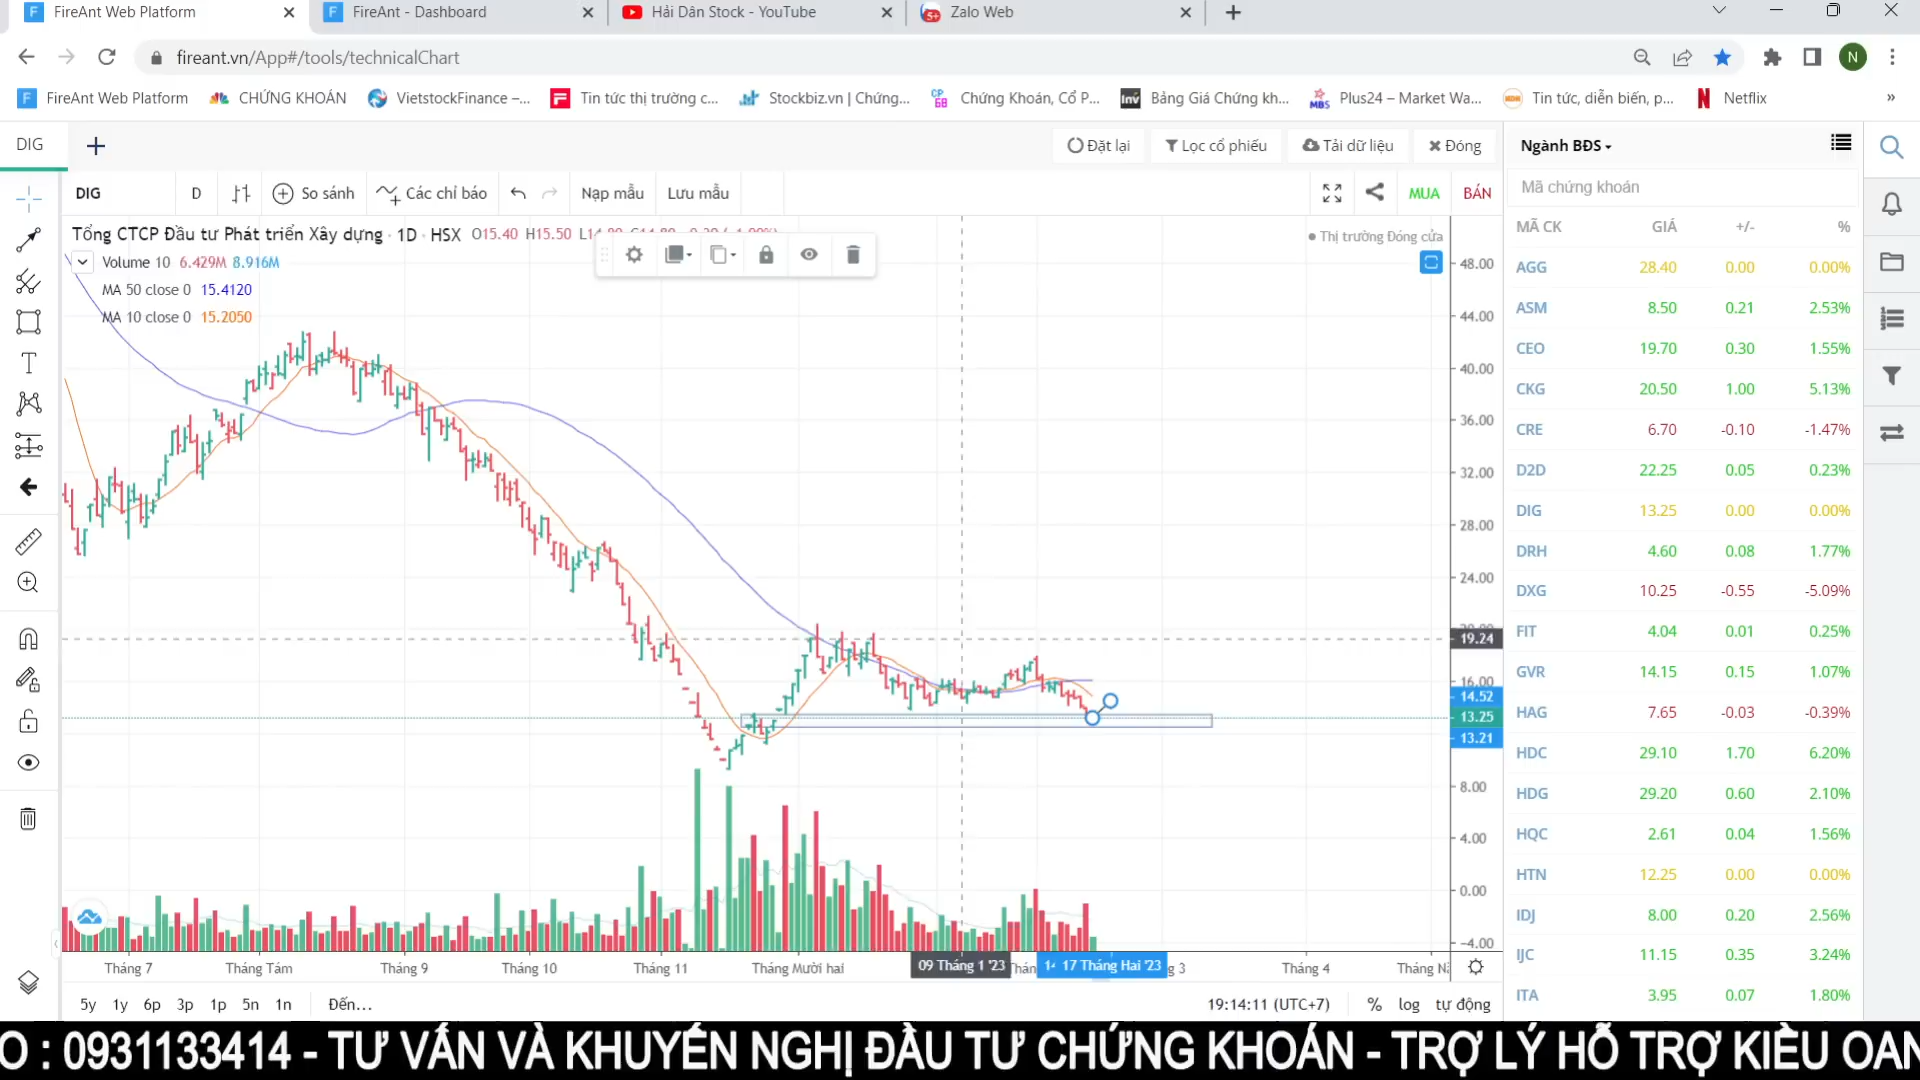 FireAnt Web Platform
FireAnt - Dashboard
Hải Dân Stock - YouTube
Zalo Web
fireant.vn/App#/tools/technicalChart
N
FireAnt Web Platform
CHỨNG KHOÁN
VietstockFinance –...
Tin tức thị trường c...
Stockbiz.vn | Chứng...
Chứng Khoán, Cổ P...
Bảng Giá Chứng kh...
Plus24 – Market Wa...
Tin tức, diễn biến, p...
Netflix
»
DIG
Đặt lại
Lọc cổ phiếu
Tải dữ liệu
Đóng
Ngành BĐS
DIG
D
So sánh
Các chỉ báo
Nạp mẫu
Lưu mẫu
MUA
BÁN
Mã chứng khoán
Tổng CTCP Đầu tư Phát triển Xây dựng · 1D · HSX O15.40 H15.50
Thị trường Đóng cửa
Volume 10 6.429M 8.916M
MA 50 close 0 15.4120
MA 10 close 0 15.2050
48.00
44.00
40.00
36.00
32.00
28.00
24.00
19.24
16.00
14.52
13.25
13.21
8.00
4.00
0.00
−4.00
MÃ CK GIÁ +/- %
AGG 28.40 0.00 0.00%
ASM 8.50 0.21 2.53%
CEO 19.70 0.30 1.55%
CKG 20.50 1.00 5.13%
CRE 6.70 -0.10 -1.47%
D2D 22.25 0.05 0.23%
DIG 13.25 0.00 0.00%
DRH 4.60 0.08 1.77%
DXG 10.25 -0.55 -5.09%
FIT 4.04 0.01 0.25%
GVR 14.15 0.15 1.07%
HAG 7.65 -0.03 -0.39%
HDC 29.10 1.70 6.20%
HDG 29.20 0.60 2.10%
HQC 2.61 0.04 1.56%
HTN 12.25 0.00 0.00%
IDJ 8.00 0.20 2.56%
IJC 11.15 0.35 3.24%
ITA 3.95 0.07 1.80%
Tháng 7
Tháng Tám
Tháng 9
Tháng 10
Tháng 11
Tháng Mười hai
09 Tháng 1 '23
17 Tháng Hai '23
Tháng 4
5y 1y 6p 3p 1p 5n 1n Đến...
19:14:11 (UTC+7) % log tự động
O : 0931133414 - TƯ VẤN VÀ KHUYẾN NGHỊ ĐẦU TƯ CHỨNG KHOÁN - TRỢ LÝ HỖ TRỢ KIỀU OAN